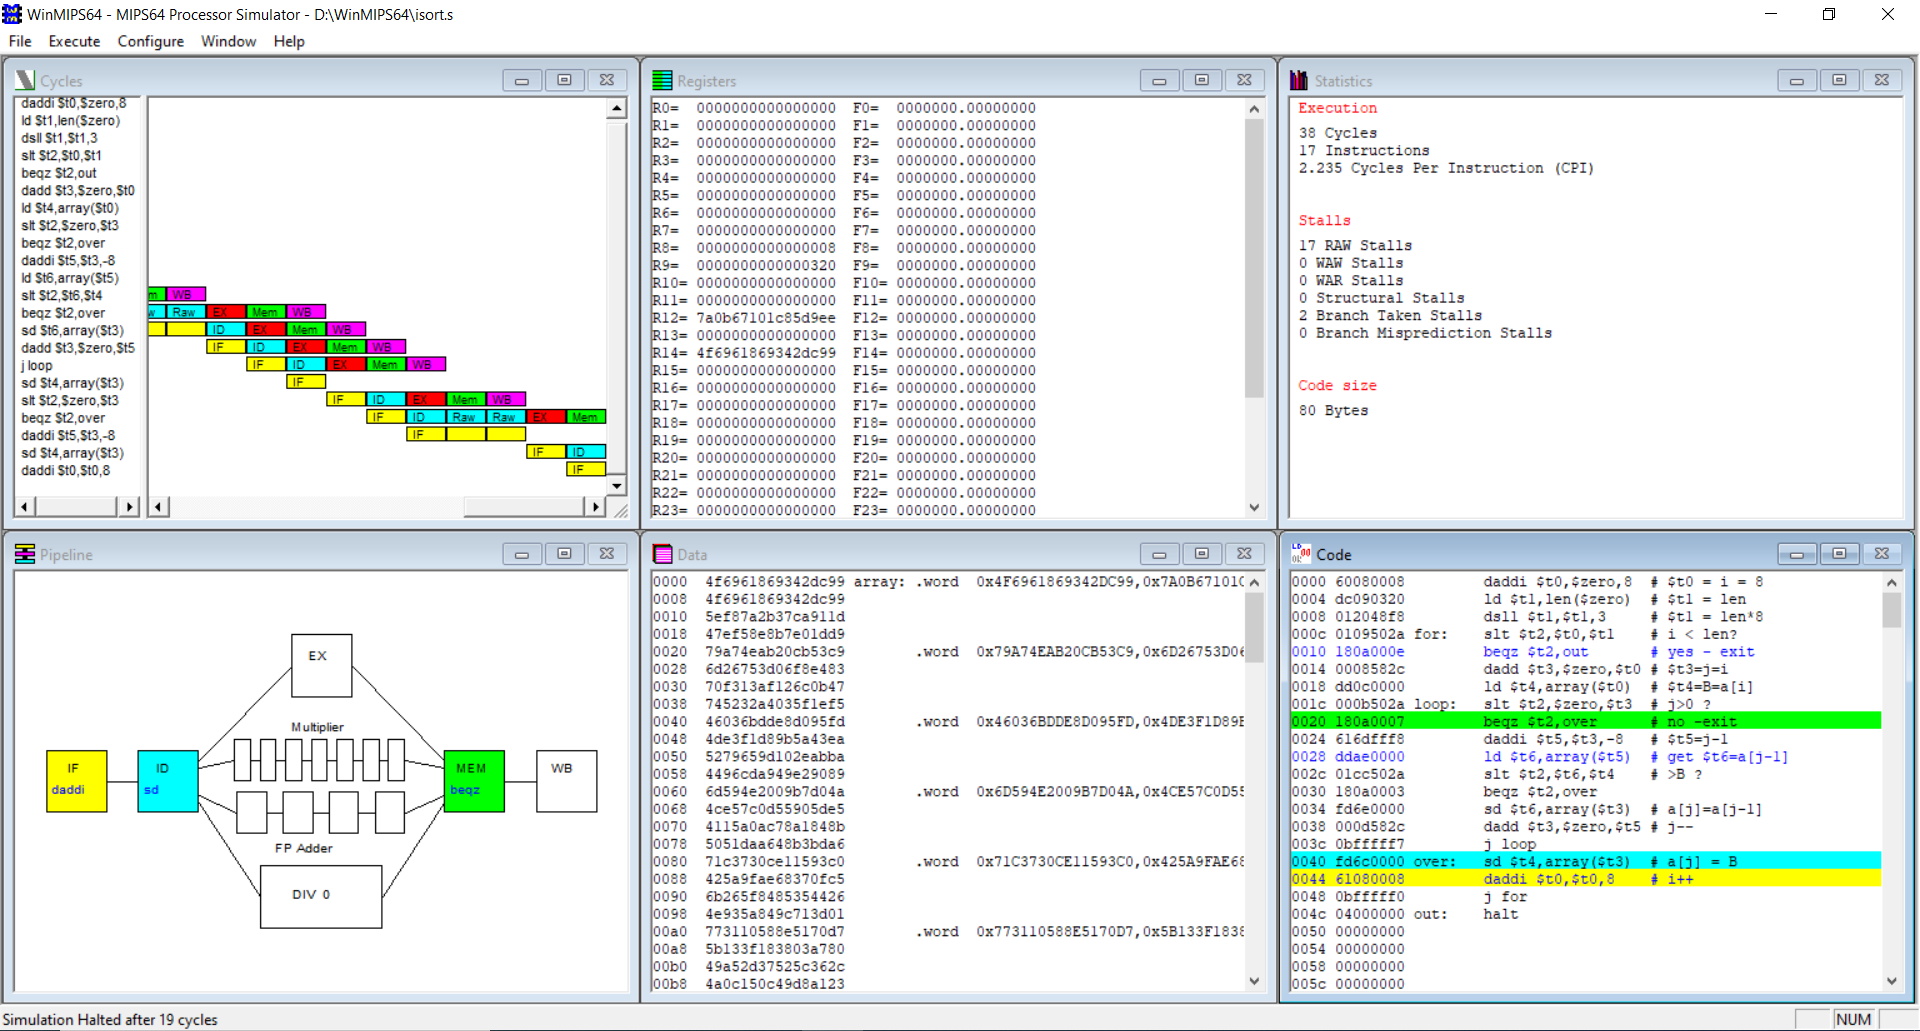 WinMIPS64 - MIPS64 Processor Simulator - D:\WinMIPS64\isort.s
File Execute Configure Window Help
Cycles
daddi $t0,$zero,8
ld $t1,len($zero)
dsll $t1,$t1,3
slt $t2,$t0,$t1
beqz $t2,out
dadd $t3,$zero,$t0
ld $t4,array($t0)
slt $t2,$zero,$t3
beqz $t2,over
daddi $t5,$t3,-8
ld $t6,array($t5)
slt $t2,$t6,$t4
beqz $t2,over
sd $t6,array($t3)
dadd $t3,$zero,$t5
j loop
sd $t4,array($t3)
slt $t2,$zero,$t3
beqz $t2,over
daddi $t5,$t3,-8
sd $t4,array($t3)
daddi $t0,$t0,8
WB
Raw EX Mem WB
ID EX Mem WB
IF ID EX Mem WB
IF ID EX Mem WB
IF
IF ID EX Mem WB
IF ID Raw Raw EX Mem
IF
IF ID
IF
Registers
R0= 0000000000000000 F0= 0000000.00000000
R1= 0000000000000000 F1= 0000000.00000000
R2= 0000000000000000 F2= 0000000.00000000
R3= 0000000000000000 F3= 0000000.00000000
R4= 0000000000000000 F4= 0000000.00000000
R5= 0000000000000000 F5= 0000000.00000000
R6= 0000000000000000 F6= 0000000.00000000
R7= 0000000000000000 F7= 0000000.00000000
R8= 0000000000000008 F8= 0000000.00000000
R9= 0000000000000320 F9= 0000000.00000000
R10= 0000000000000000 F10= 0000000.00000000
R11= 0000000000000000 F11= 0000000.00000000
R12= 7a0b67101c85d9ee F12= 0000000.00000000
R13= 0000000000000000 F13= 0000000.00000000
R14= 4f6961869342dc99 F14= 0000000.00000000
R15= 0000000000000000 F15= 0000000.00000000
R16= 0000000000000000 F16= 0000000.00000000
R17= 0000000000000000 F17= 0000000.00000000
R18= 0000000000000000 F18= 0000000.00000000
R19= 0000000000000000 F19= 0000000.00000000
R20= 0000000000000000 F20= 0000000.00000000
R21= 0000000000000000 F21= 0000000.00000000
R22= 0000000000000000 F22= 0000000.00000000
R23= 0000000000000000 F23= 0000000.00000000
Statistics
Execution
38 Cycles
17 Instructions
2.235 Cycles Per Instruction (CPI)
Stalls
17 RAW Stalls
0 WAW Stalls
0 WAR Stalls
0 Structural Stalls
2 Branch Taken Stalls
0 Branch Misprediction Stalls
Code size
80 Bytes
Pipeline
EX
Multiplier
IF ID MEM WB
daddi sd beqz
FP Adder
DIV 0
Data
0000 4f6961869342dc99 array: .word 0x4F6961869342DC99,0x7A0B67101C
0008 4f6961869342dc99
0010 5ef87a2b37ca911d
0018 47ef58e8b7e01dd9
0020 79a74eab20cb53c9 .word 0x79A74EAB20CB53C9,0x6D26753D06
0028 6d26753d06f8e483
0030 70f313af126c0b47
0038 745232a4035f1ef5
0040 46036bdde8d095fd .word 0x46036BDDE8D095FD,0x4DE3F1D89B
0048 4de3f1d89b5a43ea
0050 5279659d102eabba
0058 4496cda949e29089
0060 6d594e2009b7d04a .word 0x6D594E2009B7D04A,0x4CE57C0D55
0068 4ce57c0d55905de5
0070 4115a0ac78a1848b
0078 5051daa648b3bda6
0080 71c3730ce11593c0 .word 0x71C3730CE11593C0,0x425A9FAE68
0088 425a9fae68370fc5
0090 6b265f8485354426
0098 4e935a849c713d01
00a0 773110588e5170d7 .word 0x773110588E5170D7,0x5B133F1838
00a8 5b133f183803a780
00b0 49a52d37525c362c
00b8 4a0c150c49d8a123
Code
0000 60080008 daddi $t0,$zero,8 # $t0 = i = 8
0004 dc090320 ld $t1,len($zero) # $t1 = len
0008 012048f8 dsll $t1,$t1,3 # $t1 = len*8
000c 0109502a for: slt $t2,$t0,$t1 # i < len?
0010 180a000e beqz $t2,out # yes - exit
0014 0008582c dadd $t3,$zero,$t0 # $t3=j=i
0018 dd0c0000 ld $t4,array($t0) # $t4=B=a[i]
001c 000b502a loop: slt $t2,$zero,$t3 # j>0 ?
0020 180a0007 beqz $t2,over # no -exit
0024 616dfff8 daddi $t5,$t3,-8 # $t5=j-1
0028 ddae0000 ld $t6,array($t5) # get $t6=a[j-1]
002c 01cc502a slt $t2,$t6,$t4 # >B ?
0030 180a0003 beqz $t2,over
0034 fd6e0000 sd $t6,array($t3) # a[j]=a[j-1]
0038 000d582c dadd $t3,$zero,$t5 # j--
003c 0bfffff7 j loop
0040 fd6c0000 over: sd $t4,array($t3) # a[j] = B
0044 61080008 daddi $t0,$t0,8 # i++
0048 0bfffff0 j for
004c 04000000 out: halt
0050 00000000
0054 00000000
0058 00000000
005c 00000000
Simulation Halted after 19 cycles
NUM